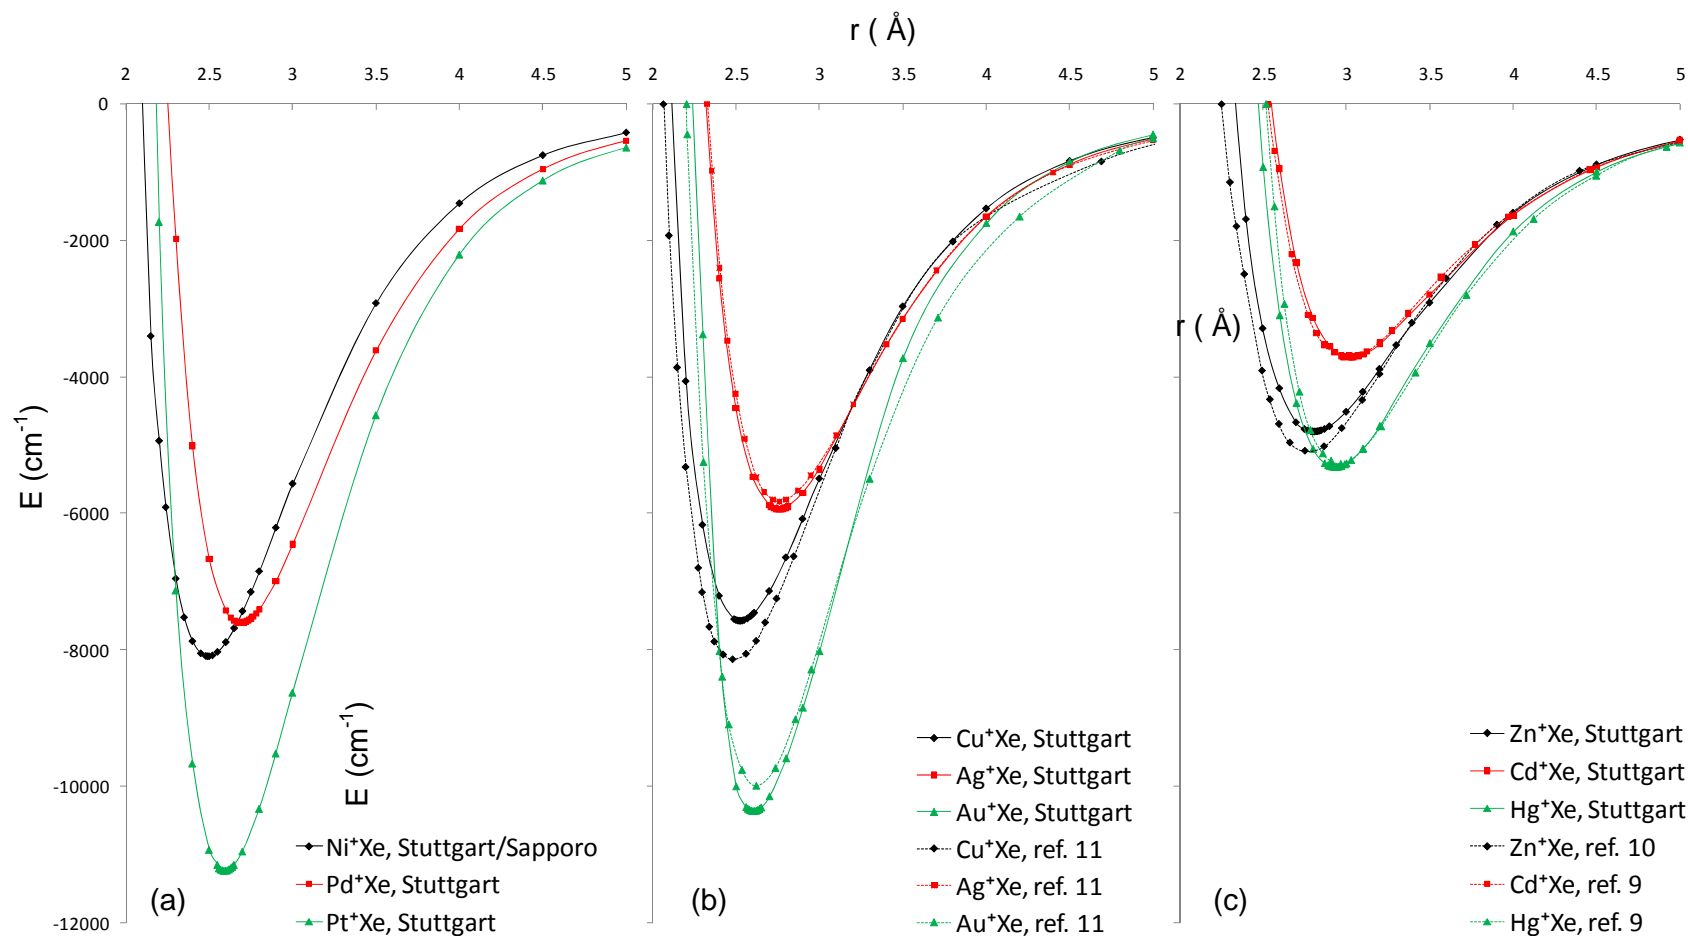 r ( Å)
2 2.5 3 3.5 4 4.5 5
2 2.5 3 3.5 4 4.5 5
2 2.5 3 3.5 4 4.5 5
0
-2000
-4000
-6000
-8000
-10000
-12000
E (cm⁻¹)
E (cm⁻¹)
r ( Å)
Ni⁺Xe, Stuttgart/Sapporo
Pd⁺Xe, Stuttgart
Pt⁺Xe, Stuttgart
(a)
Cu⁺Xe, Stuttgart
Ag⁺Xe, Stuttgart
Au⁺Xe, Stuttgart
Cu⁺Xe, ref. 11
Ag⁺Xe, ref. 11
Au⁺Xe, ref. 11
(b)
Zn⁺Xe, Stuttgart
Cd⁺Xe, Stuttgart
Hg⁺Xe, Stuttgart
Zn⁺Xe, ref. 10
Cd⁺Xe, ref. 9
Hg⁺Xe, ref. 9
(c)